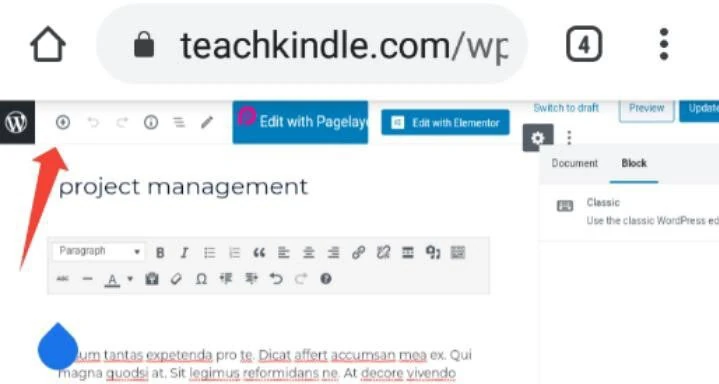 teachkindle.com/wp
4
Edit with Pagelaye
Edit with Elementor
Switch to draft
Preview
Update
project management
Document
Block
Classic
Use the classic WordPress ed
Paragraph
B I
ABC
A
Ω
um tantas expetenda pro te. Dicat affert accumsan mea ex. Qui
magna quodsi at. Sit legimus reformidans ne. At decore vivendo